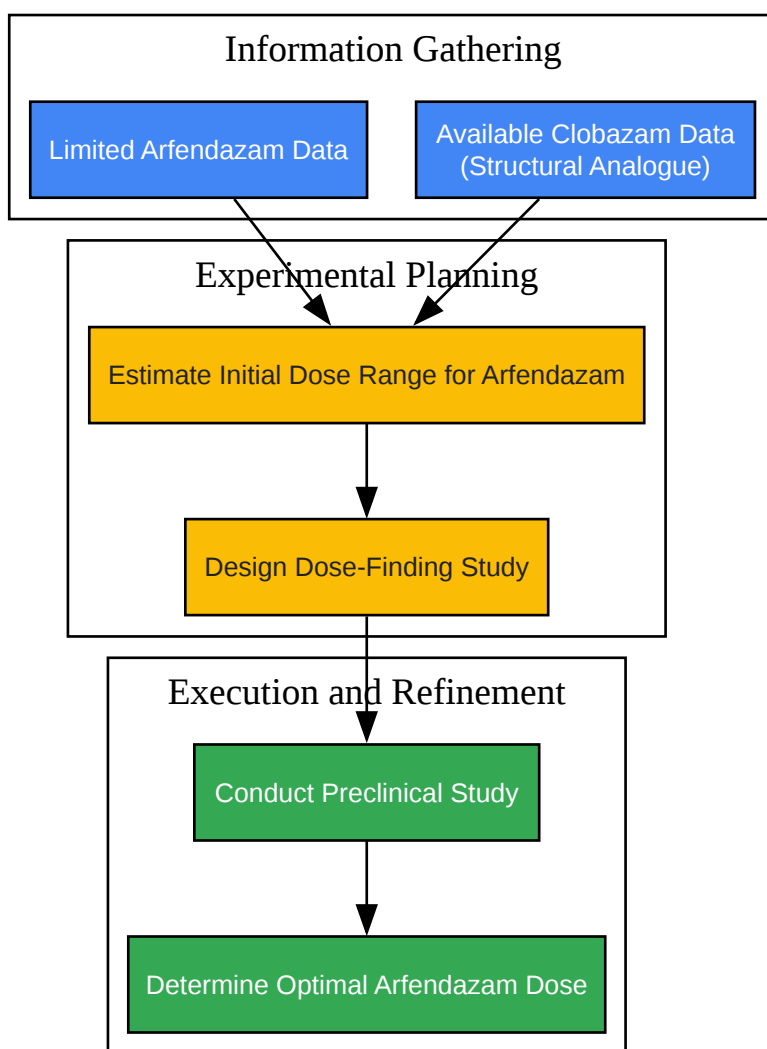 Information Gathering
Limited Arfendazam Data
Available Clobazam Data
(Structural Analogue)
Experimental Planning
Estimate Initial Dose Range for Arfendazam
Design Dose-Finding Study
Execution and Refinement
Conduct Preclinical Study
Determine Optimal Arfendazam Dose